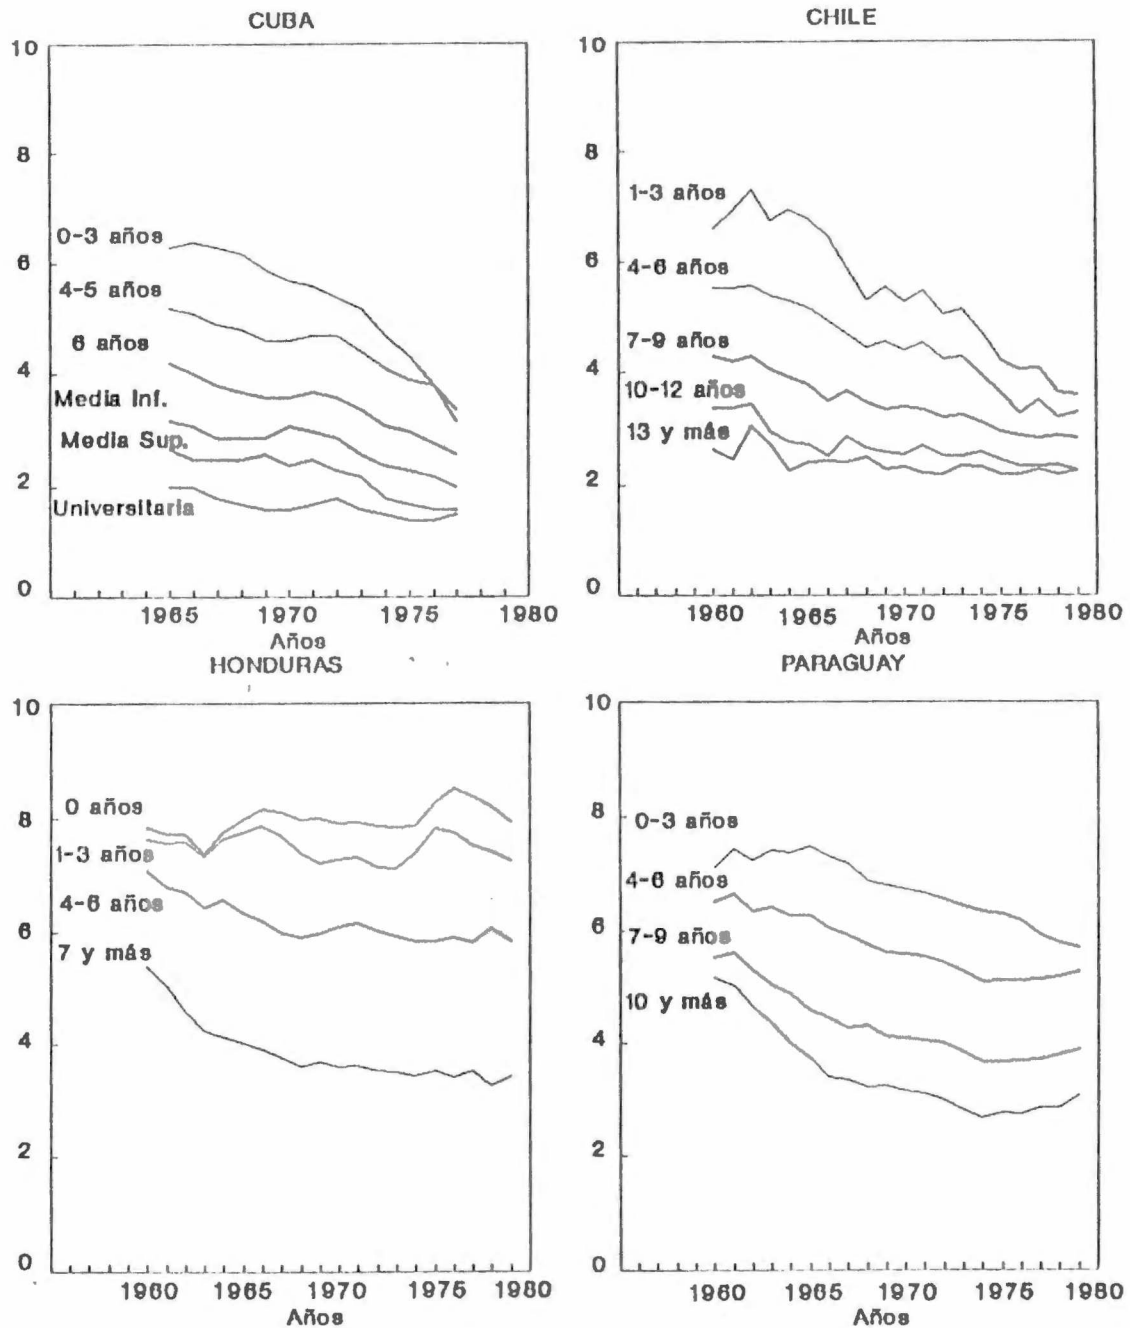 CUBA
10
8
6
4
2
0
0-3 años
4-5 años
6 años
Media Inf.
Media Sup.
Universitaria
1965 1970 1975 1980
Años
CHILE
10
8
6
4
2
0
1-3 años
4-6 años
7-9 años
10-12 años
13 y más
1960 1965 1970 1975 1980
Años
HONDURAS
10
8
6
4
2
0
0 años
1-3 años
4-6 años
7 y más
1960 1965 1970 1975 1980
Años
PARAGUAY
10
8
6
4
2
0
0-3 años
4-6 años
7-9 años
10 y más
1960 1965 1970 1975 1980
Años